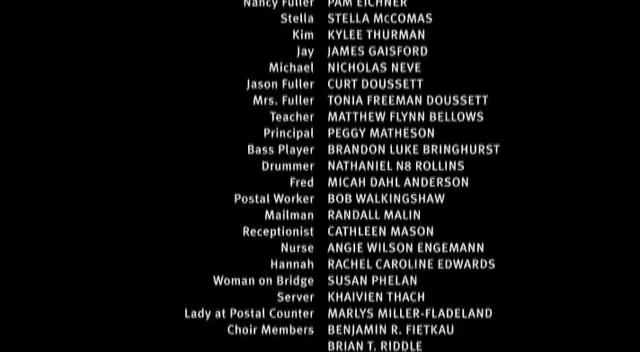 Nancy Fuller PAM EICHNER
Stella STELLA McCOMAS
Kim KYLEE THURMAN
Jay JAMES GAISFORD
Michael NICHOLAS NEVE
Jason Fuller CURT DOUSSETT
Mrs. Fuller TONIA FREEMAN DOUSSETT
Teacher MATTHEW FLYNN BELLOWS
Principal PEGGY MATHESON
Bass Player BRANDON LUKE BRINGHURST
Drummer NATHANIEL N8 ROLLINS
Fred MICAH DAHL ANDERSON
Postal Worker BOB WALKINGSHAW
Mailman RANDALL MALIN
Receptionist CATHLEEN MASON
Nurse ANGIE WILSON ENGEMANN
Hannah RACHEL CAROLINE EDWARDS
Woman on Bridge SUSAN PHELAN
Server KHAIVIEN THACH
Lady at Postal Counter MARLYS MILLER-FLADELAND
Choir Members BENJAMIN R. FIETKAU
BRIAN T. RIDDLE